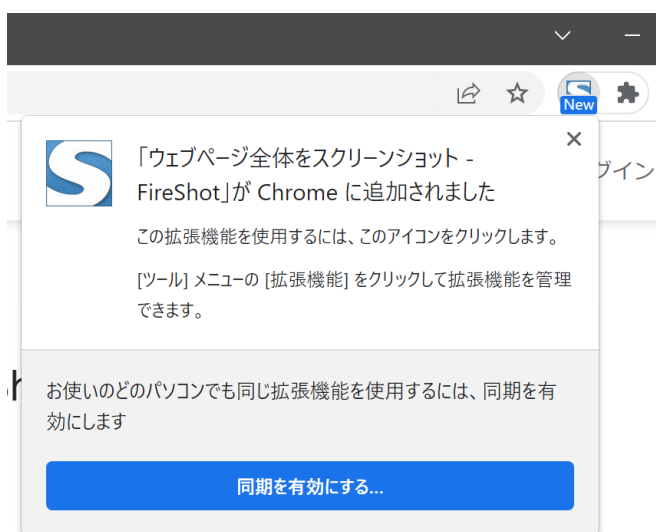 New
グイン
「ウェブページ全体をスクリーンショット -
FireShot」が Chrome に追加されました
この拡張機能を使用するには、このアイコンをクリックします。
[ツール] メニューの [拡張機能] をクリックして拡張機能を管理
できます。
お使いのどのパソコンでも同じ拡張機能を使用するには、同期を有
効にします
同期を有効にする...